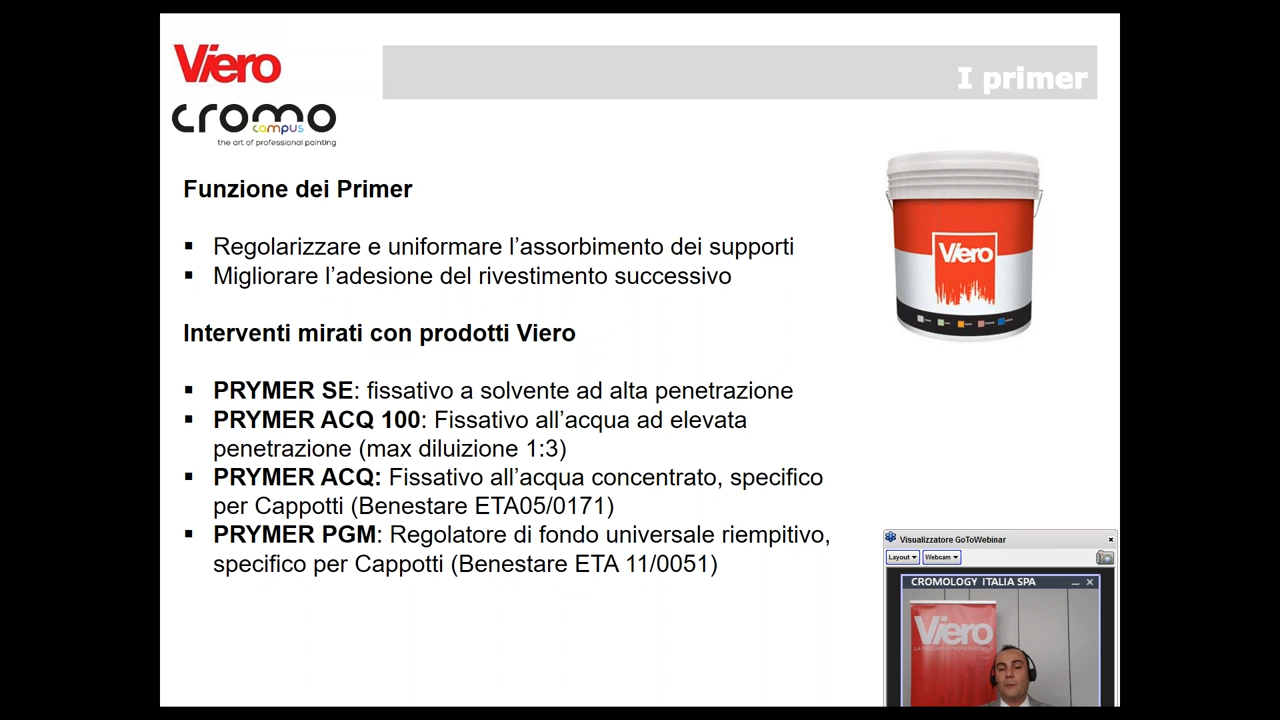 Viero
I primer
cromo
campus
the art of professional painting
Funzione dei Primer
▪ Regolarizzare e uniformare l’assorbimento dei supporti
▪ Migliorare l’adesione del rivestimento successivo
Viero
Interventi mirati con prodotti Viero
▪ PRYMER SE: fissativo a solvente ad alta penetrazione
▪ PRYMER ACQ 100: Fissativo all’acqua ad elevata
penetrazione (max diluizione 1:3)
▪ PRYMER ACQ: Fissativo all’acqua concentrato, specifico
per Cappotti (Benestare ETA05/0171)
▪ PRYMER PGM: Regolatore di fondo universale riempitivo,
specifico per Cappotti (Benestare ETA 11/0051)
Visualizzatore GoToWebinar
Layout Webcam
CROMOLOGY ITALIA SPA
Viero
LA FACCIATA PROFESSIONALE